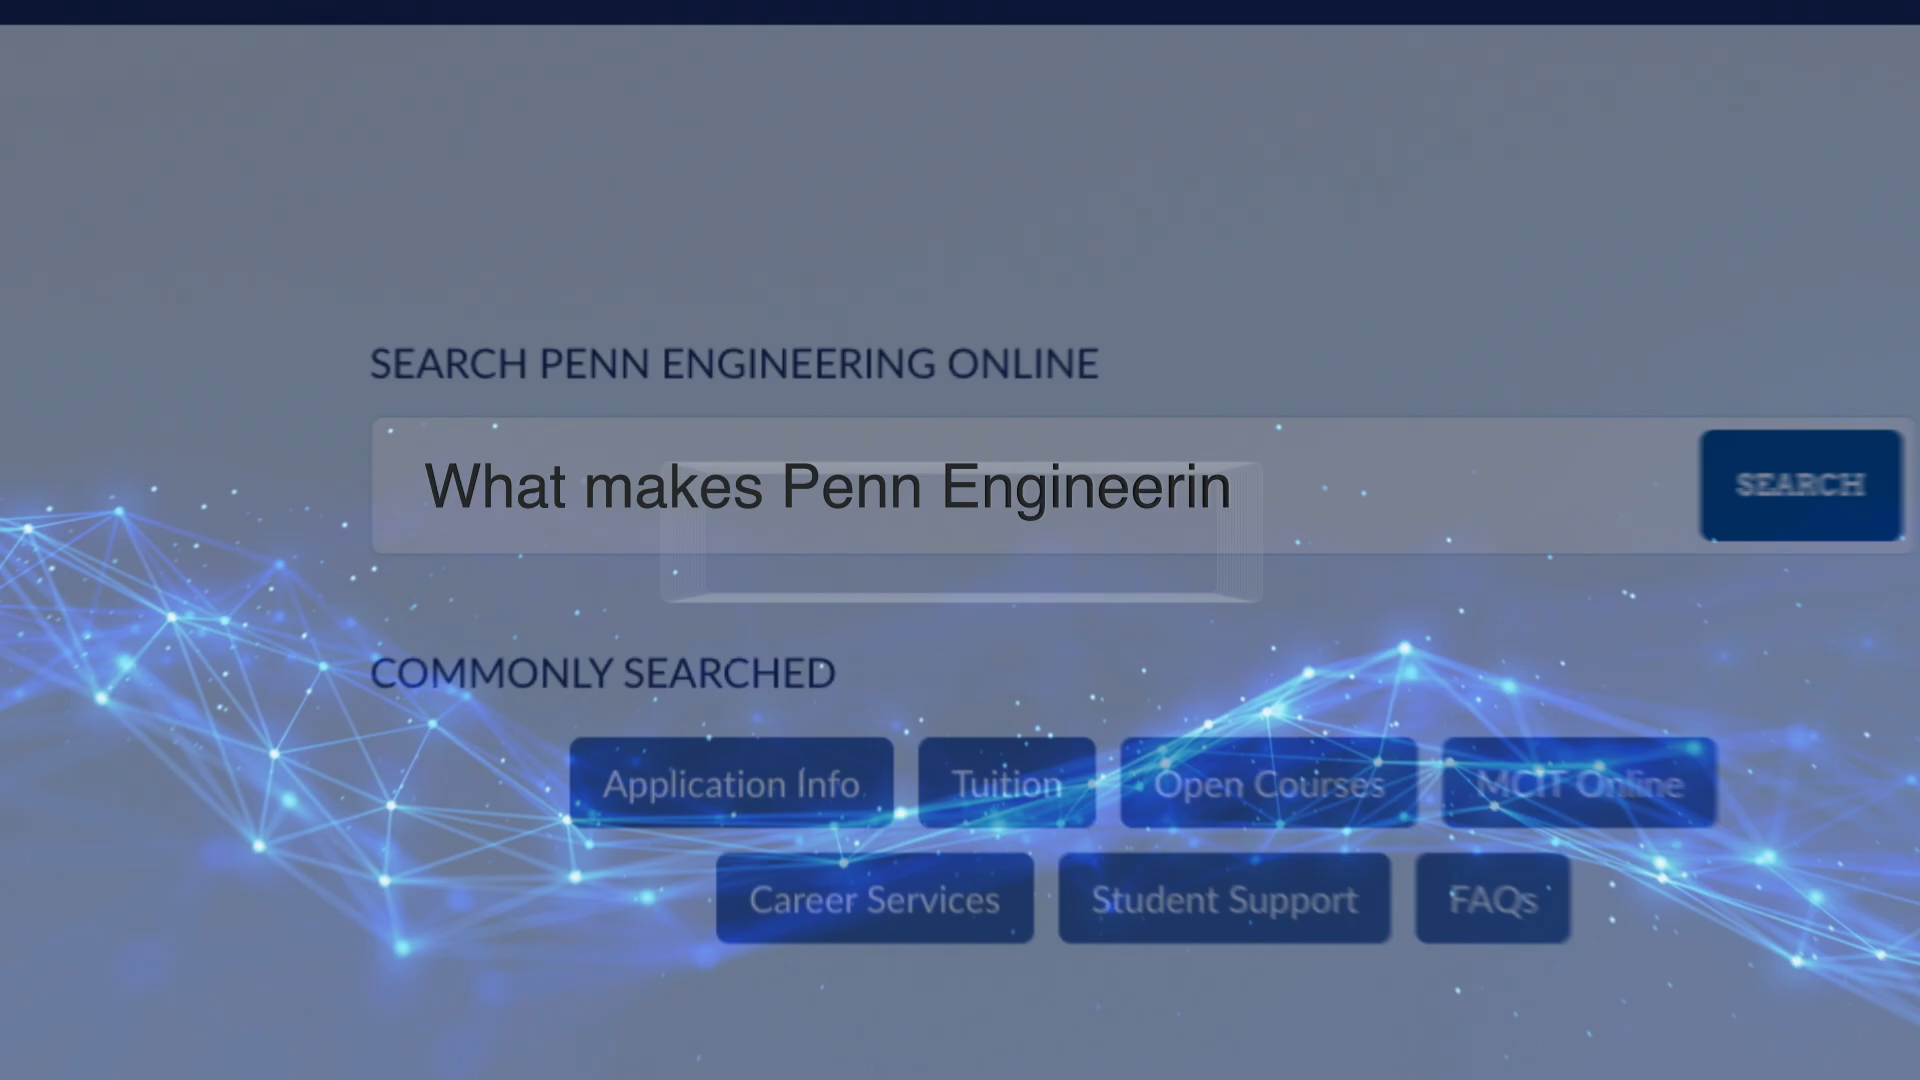 SEARCH PENN ENGINEERING ONLINE
What makes Penn Engineerin
SEARCH
COMMONLY SEARCHED
Application Info
Tuition
Open Courses
MCIT Online
Career Services
Student Support
FAQs